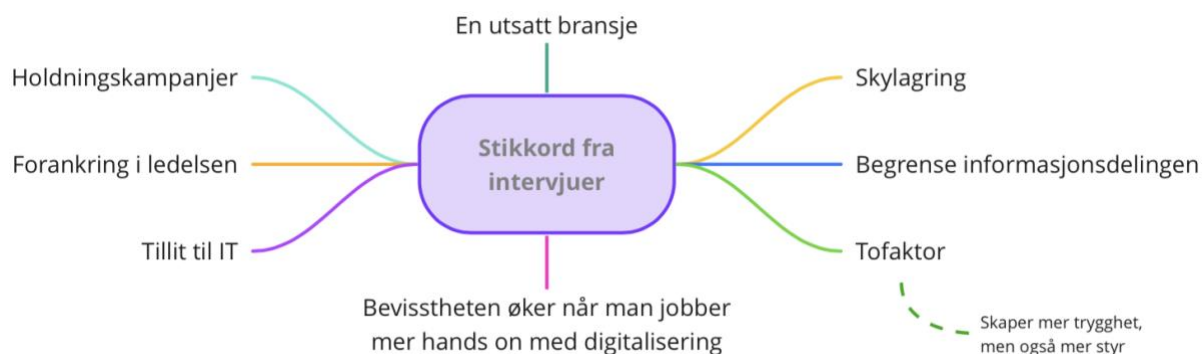 En utsatt bransje
Holdningskampanjer
Skylagring
Stikkord fra
intervjuer
Forankring i ledelsen
Begrense informasjonsdelingen
Tillit til IT
Tofaktor
Bevisstheten øker når man jobber
mer hands on med digitalisering
Skaper mer trygghet,
men også mer styr